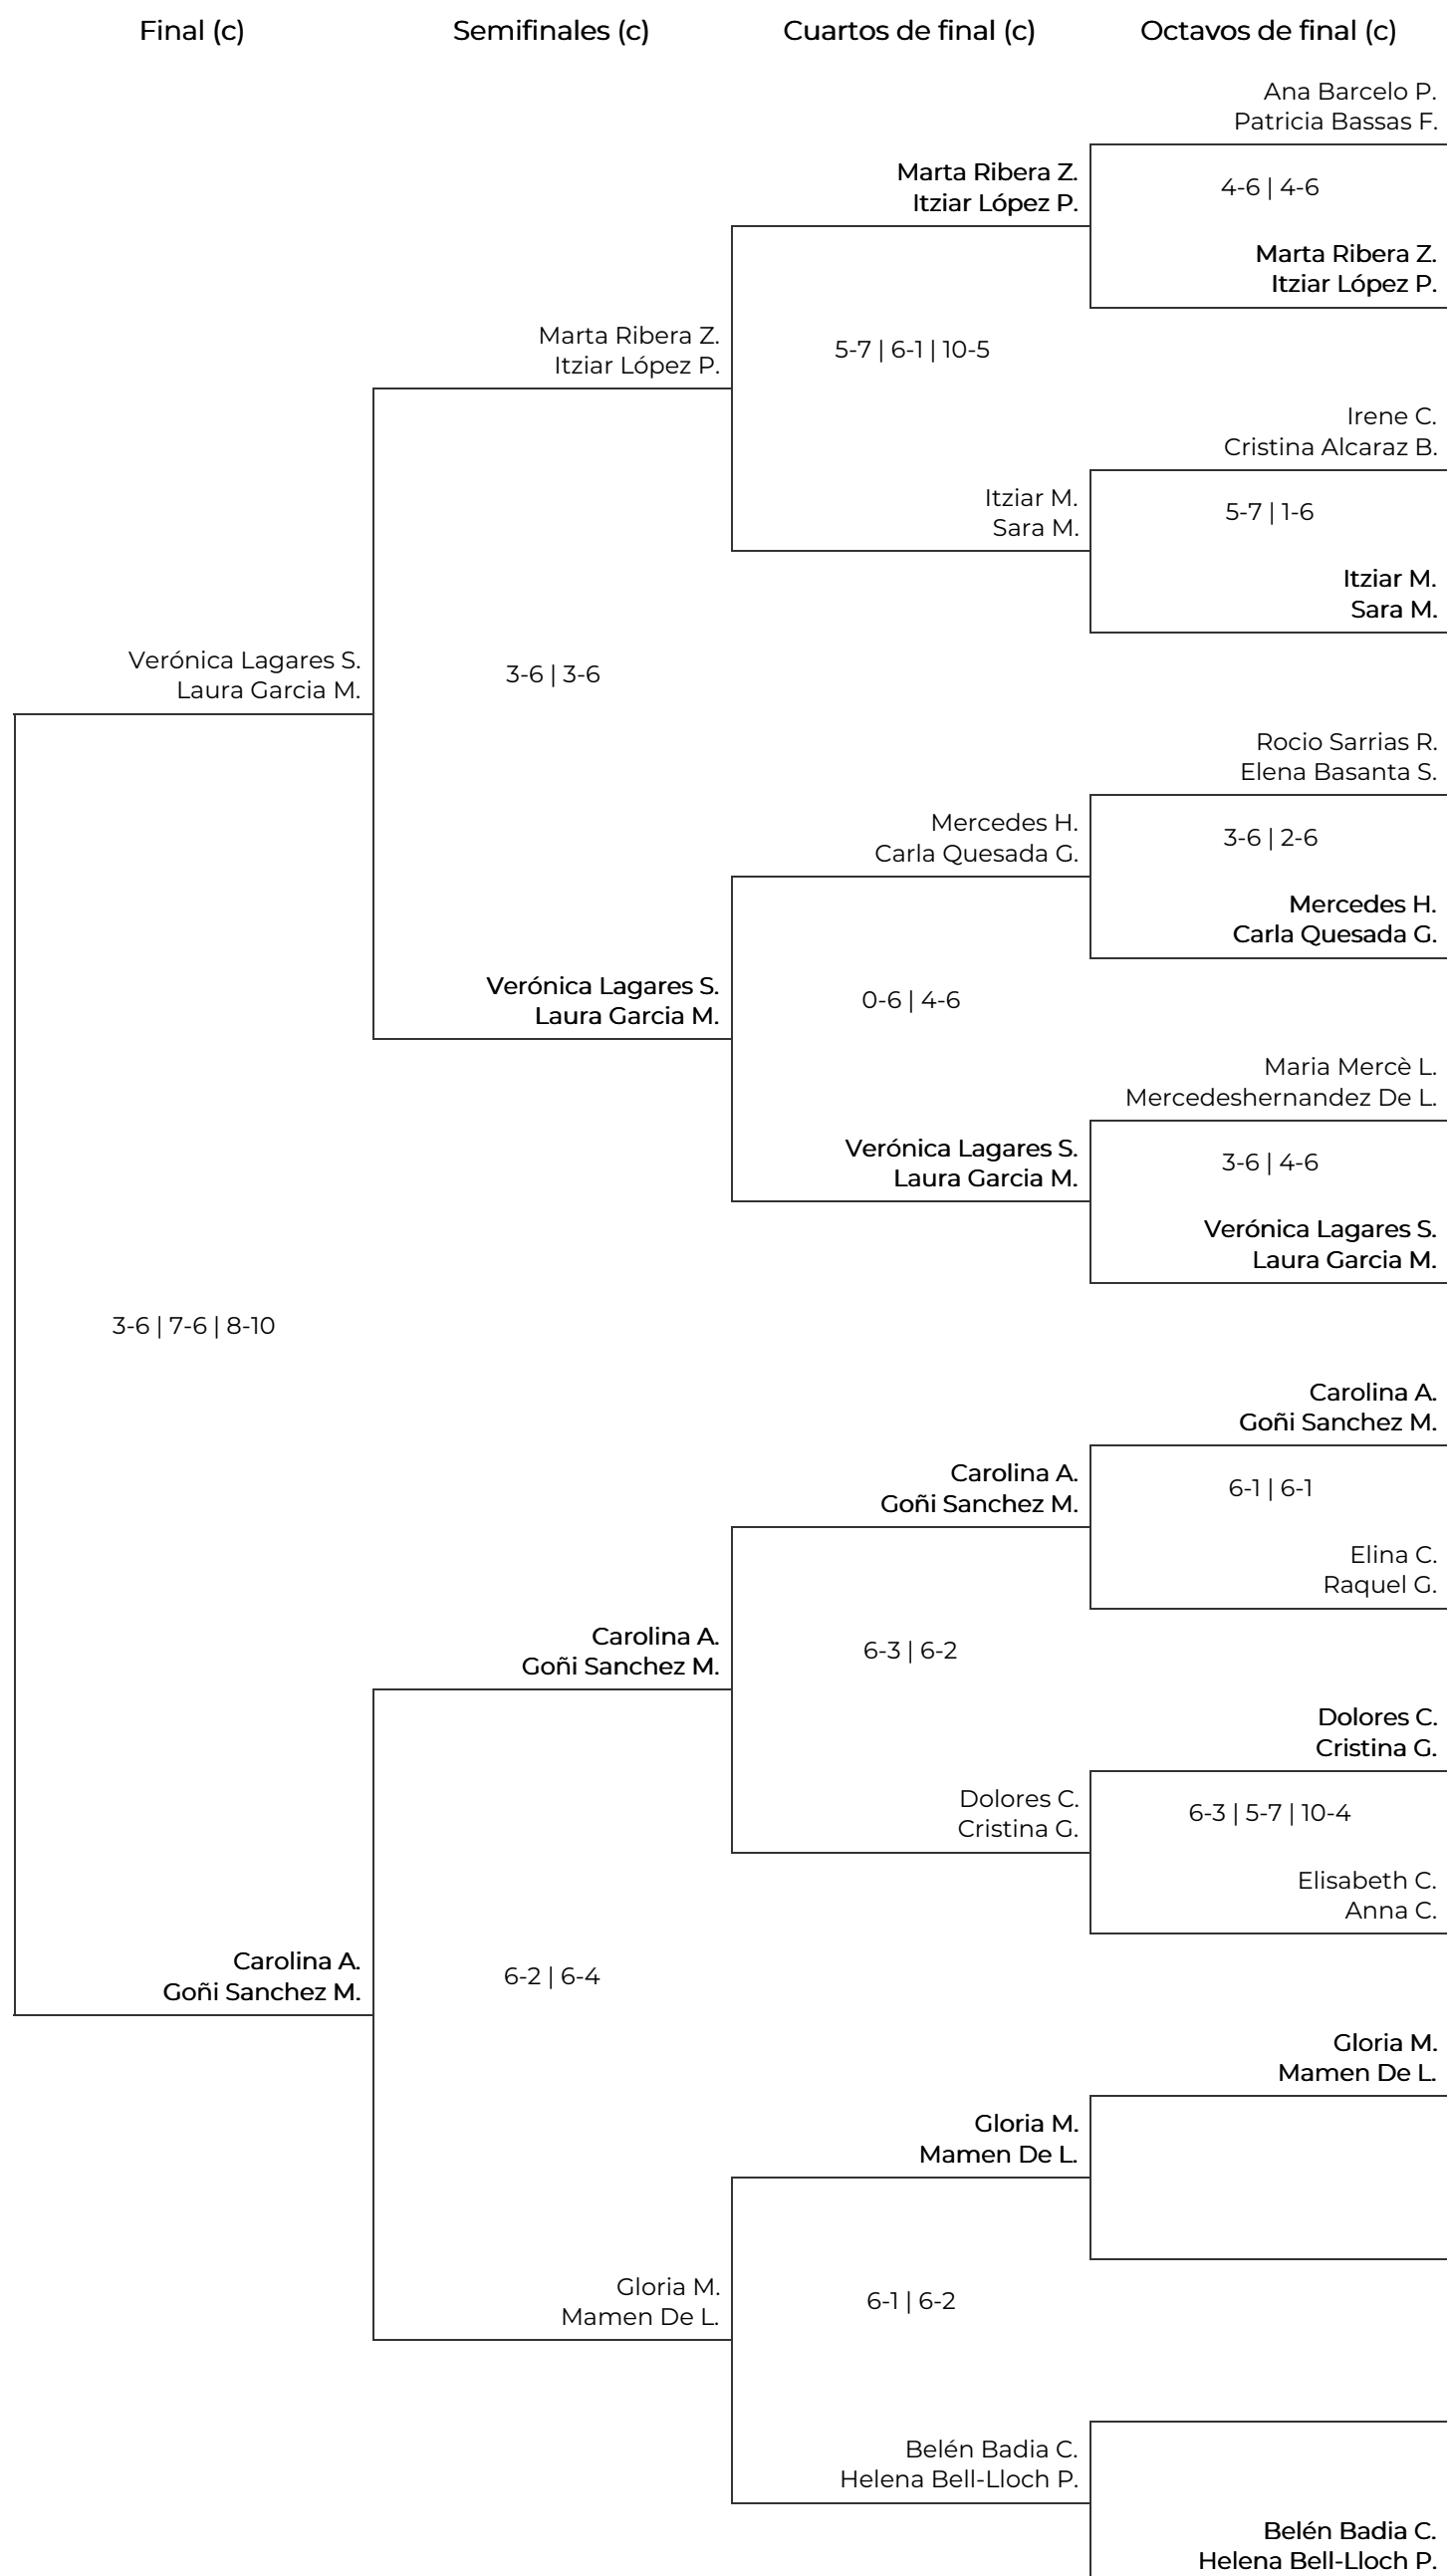 Final (c)
Semifinales (c)
Cuartos de final (c)
Octavos de final (c)
Ana Barcelo P.
Patricia Bassas F.
Marta Ribera Z.
Itziar López P.
4-6 | 4-6
Marta Ribera Z.
Itziar López P.
Marta Ribera Z.
Itziar López P.
5-7 | 6-1 | 10-5
Irene C.
Cristina Alcaraz B.
Itziar M.
Sara M.
5-7 | 1-6
Itziar M.
Sara M.
Verónica Lagares S.
Laura Garcia M.
3-6 | 3-6
Rocio Sarrias R.
Elena Basanta S.
Mercedes H.
Carla Quesada G.
3-6 | 2-6
Mercedes H.
Carla Quesada G.
Verónica Lagares S.
Laura Garcia M.
0-6 | 4-6
Maria Mercè L.
Mercedeshernandez De L.
Verónica Lagares S.
Laura Garcia M.
3-6 | 4-6
Verónica Lagares S.
Laura Garcia M.
3-6 | 7-6 | 8-10
Carolina A.
Goñi Sanchez M.
Carolina A.
Goñi Sanchez M.
6-1 | 6-1
Elina C.
Raquel G.
Carolina A.
Goñi Sanchez M.
6-3 | 6-2
Dolores C.
Cristina G.
Dolores C.
Cristina G.
6-3 | 5-7 | 10-4
Elisabeth C.
Anna C.
Carolina A.
Goñi Sanchez M.
6-2 | 6-4
Gloria M.
Mamen De L.
Gloria M.
Mamen De L.
Gloria M.
Mamen De L.
6-1 | 6-2
Belén Badia C.
Helena Bell-Lloch P.
Belén Badia C.
Helena Bell-Lloch P.